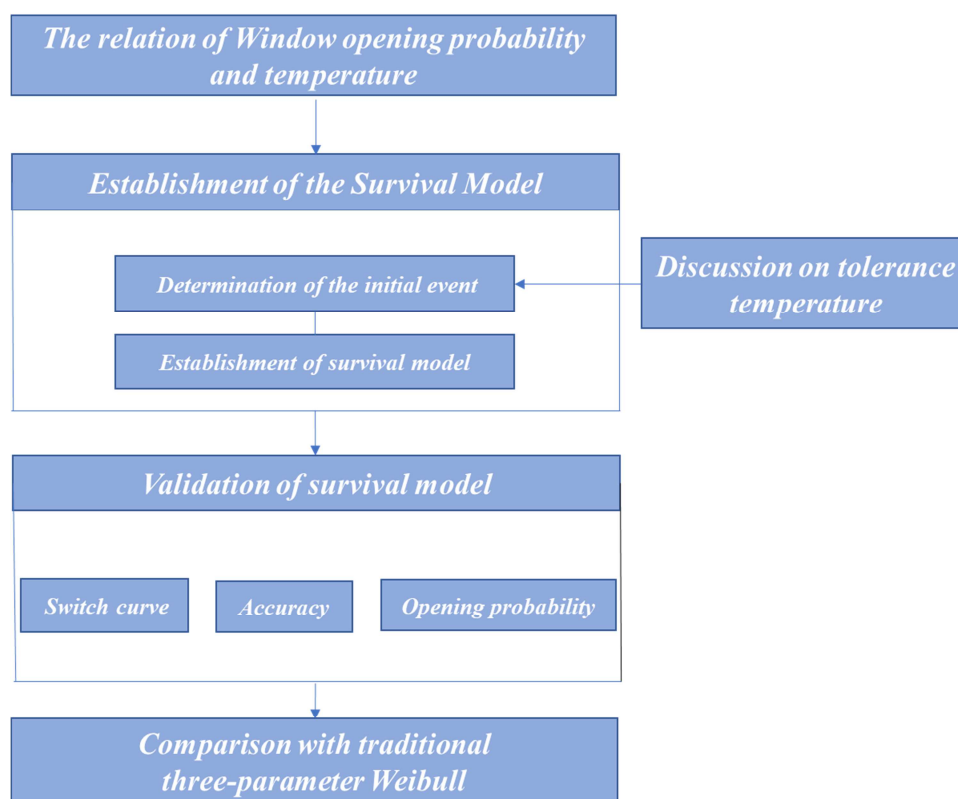 The relation of Window opening probability
and temperature
Establishment of the Survival Model
Determination of the initial event
Discussion on tolerance
temperature
Establishment of survival model
Validation of survival model
Switch curve
Accuracy
Opening probability
Comparison with traditional
three-parameter Weibull